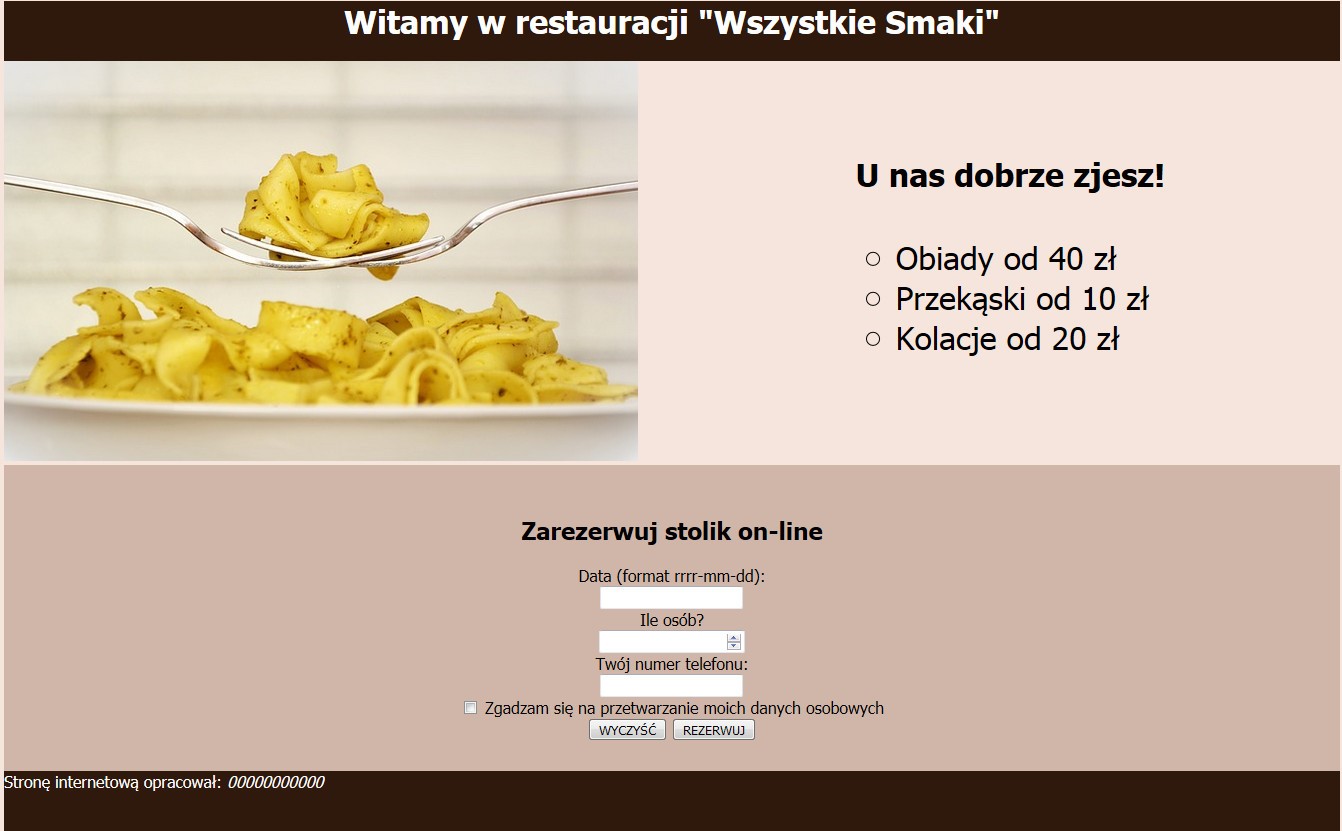 Witamy w restauracji "Wszystkie Smaki"
U nas dobrze zjesz!
Obiady od 40 zł
Przekąski od 10 zł
Kolacje od 20 zł
Zarezerwuj stolik on-line
Data (format rrrr-mm-dd):
Ile osób?
Twój numer telefonu:
Zgadzam się na przetwarzanie moich danych osobowych
WYCZYŚĆ REZERWUJ
Stronę internetową opracował: 00000000000